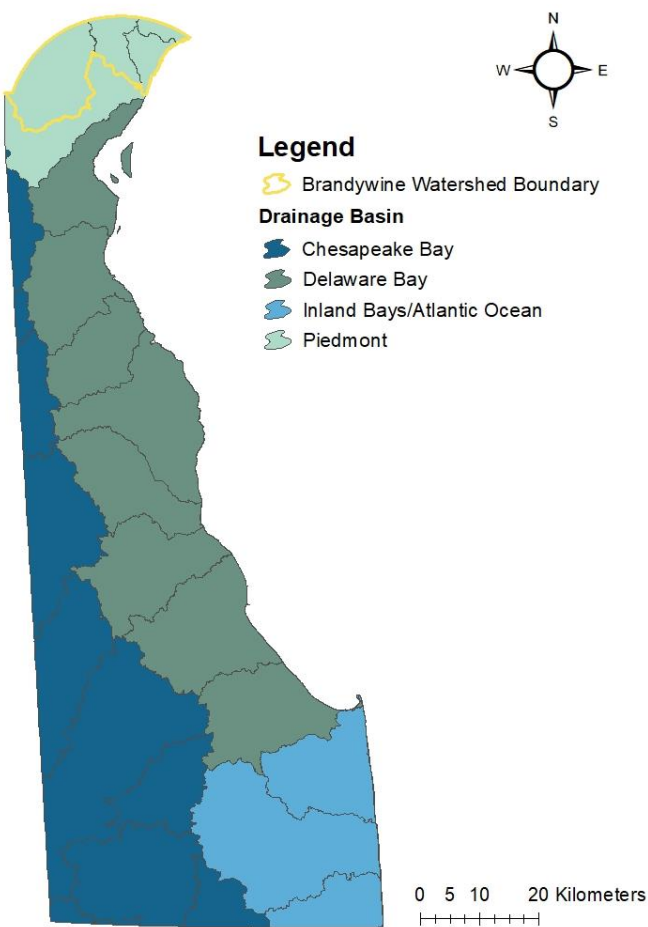 N
W E
S
Legend
Brandywine Watershed Boundary
Drainage Basin
Chesapeake Bay
Delaware Bay
Inland Bays/Atlantic Ocean
Piedmont
0 5 10 20 Kilometers